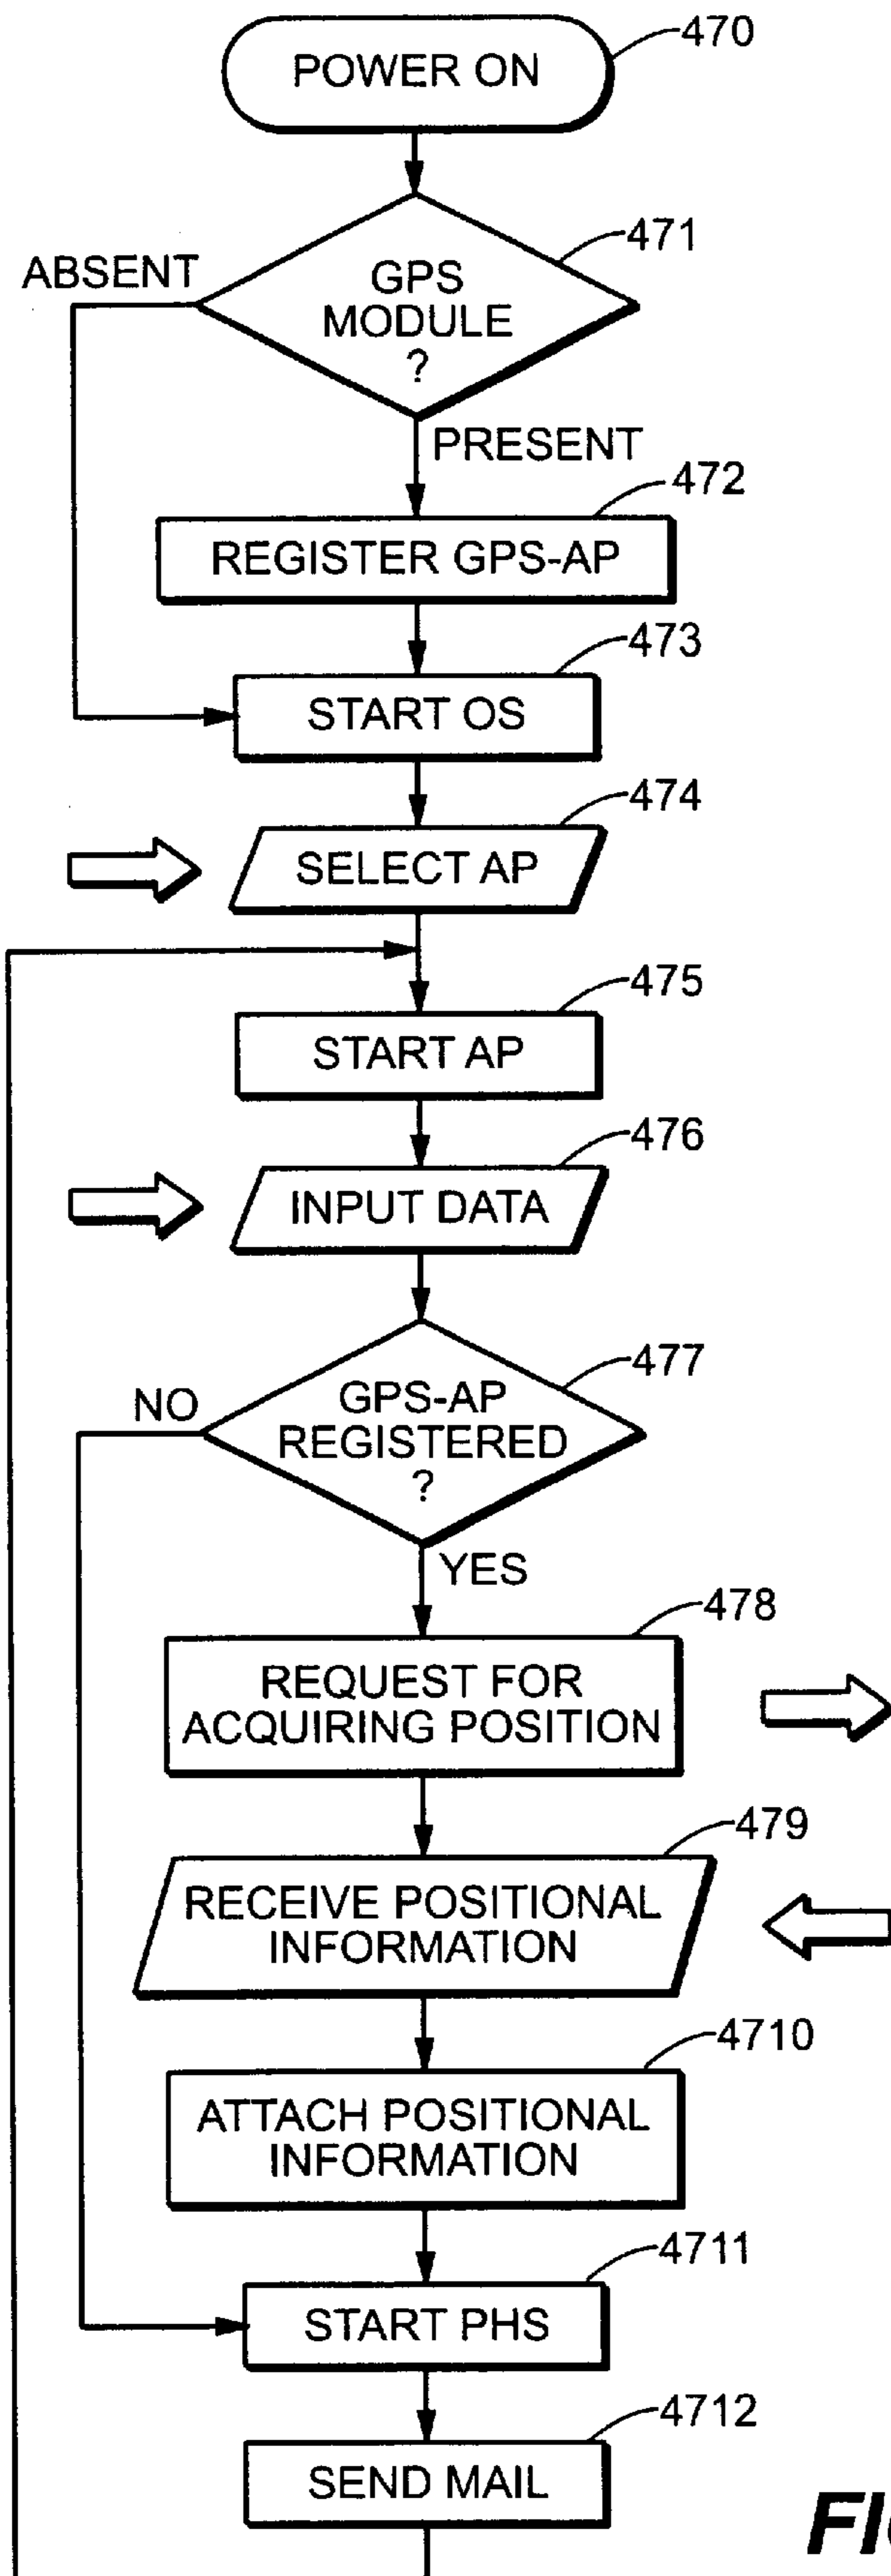 POWER ON
470
ABSENT
GPS
MODULE
?
471
PRESENT
472
REGISTER GPS-AP
473
START OS
474
SELECT AP
475
START AP
476
INPUT DATA
477
NO
GPS-AP
REGISTERED
?
YES
478
REQUEST FOR
ACQUIRING POSITION
479
RECEIVE POSITIONAL
INFORMATION
4710
ATTACH POSITIONAL
INFORMATION
4711
START PHS
4712
SEND MAIL